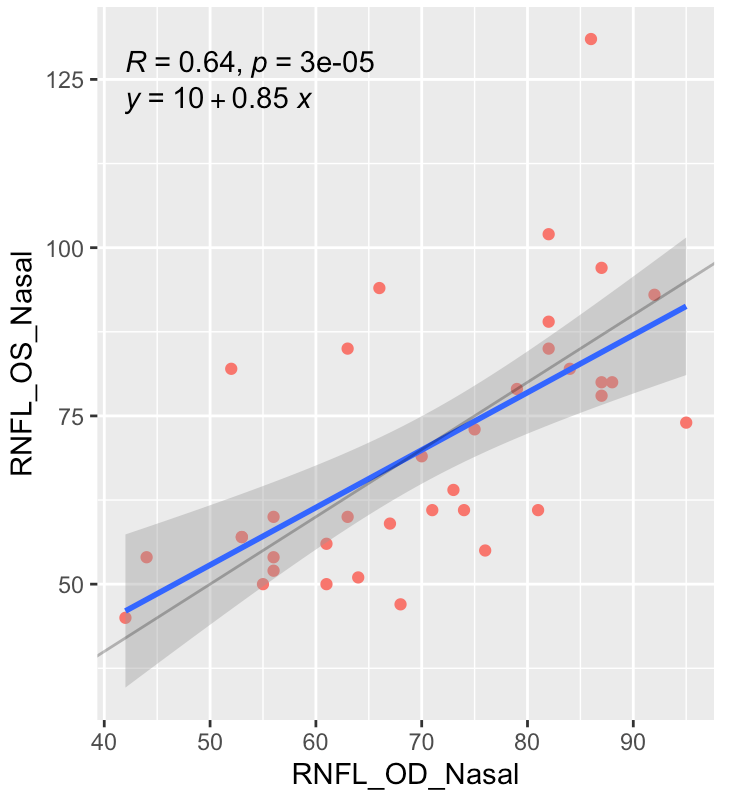 R = 0.64, p = 3e-05
y = 10 + 0.85 x
125
100
75
50
RNFL_OS_Nasal
40 50 60 70 80 90
RNFL_OD_Nasal